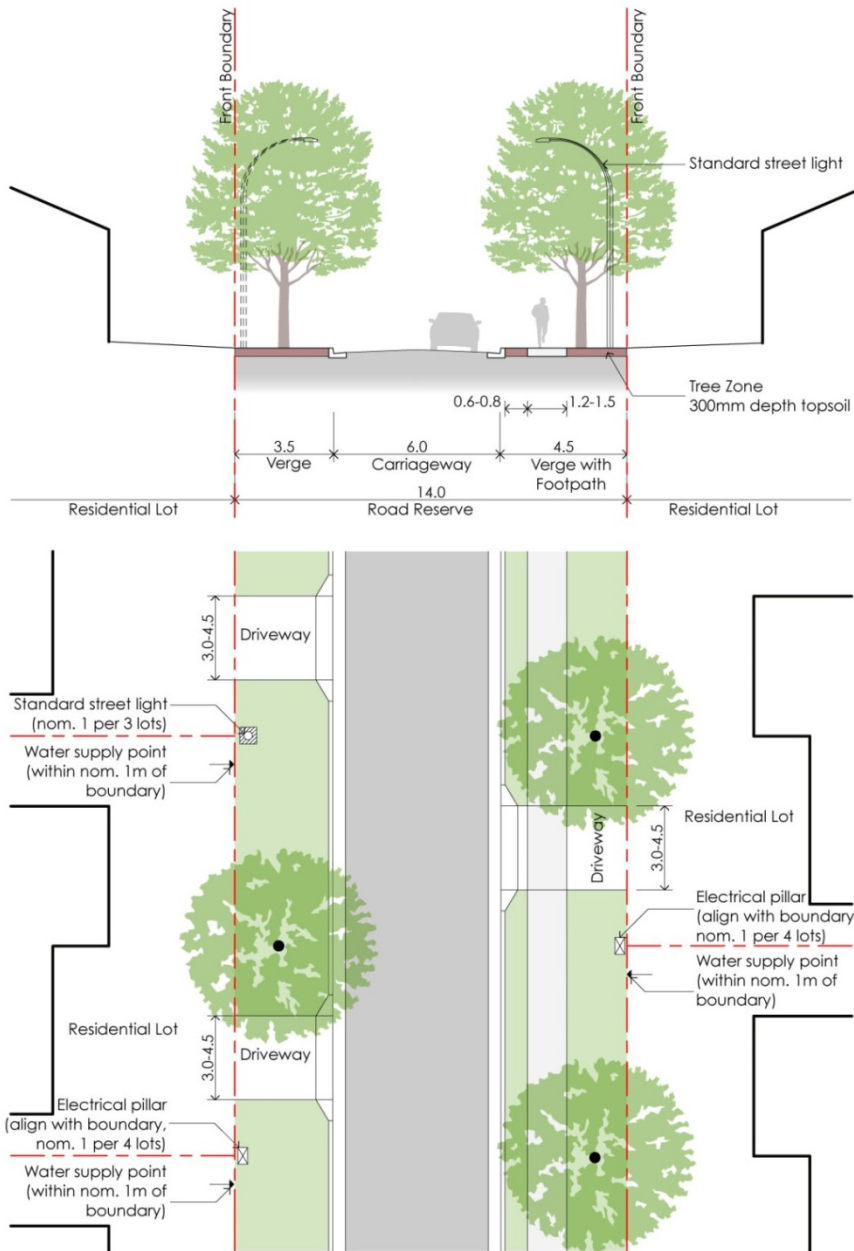 Front Boundary
Front Boundary
Standard street light
Tree Zone
300mm depth topsoil
0.6-0.8
1.2-1.5
3.5
Verge
6.0
Carriageway
4.5
Verge with
Footpath
14.0
Residential Lot
Road Reserve
Residential Lot
3.0-4.5
Driveway
Standard street light
(nom. 1 per 3 lots)
Water supply point
(within nom. 1m of
boundary)
Driveway
3.0-4.5
Residential Lot
Electrical pillar
(align with boundary
nom. 1 per 4 lots)
Water supply point
(within nom. 1m of
boundary)
Residential Lot
3.0-4.5
Driveway
Electrical pillar
(align with boundary,
nom. 1 per 4 lots)
Water supply point
(within nom. 1m of
boundary)